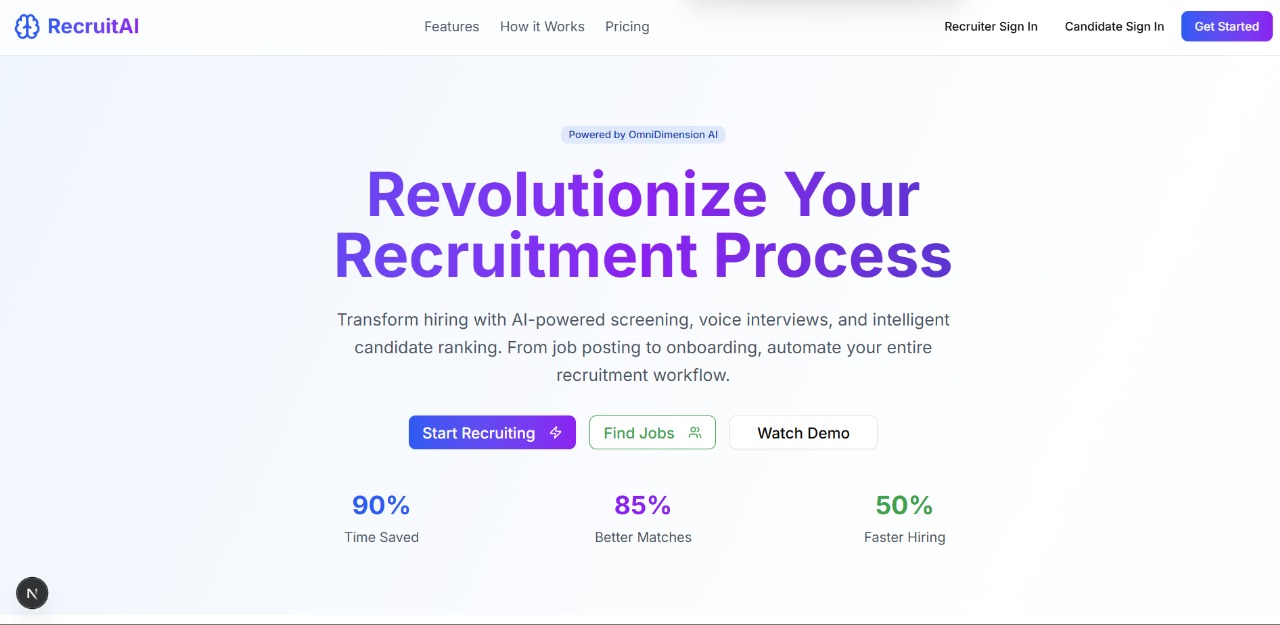 RecruitAI
Features
How it Works
Pricing
Recruiter Sign In
Candidate Sign In
Get Started
Powered by OmniDimension AI
Revolutionize Your
Recruitment Process
Transform hiring with AI-powered screening, voice interviews, and intelligent
candidate ranking. From job posting to onboarding, automate your entire
recruitment workflow.
Start Recruiting
Find Jobs
Watch Demo
90%
85%
50%
Time Saved
Better Matches
Faster Hiring
N